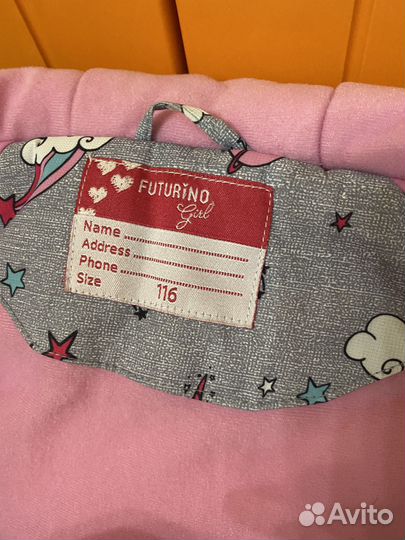 FUTURINO
Girl
Name
Address
Phone
Size 116
Avito